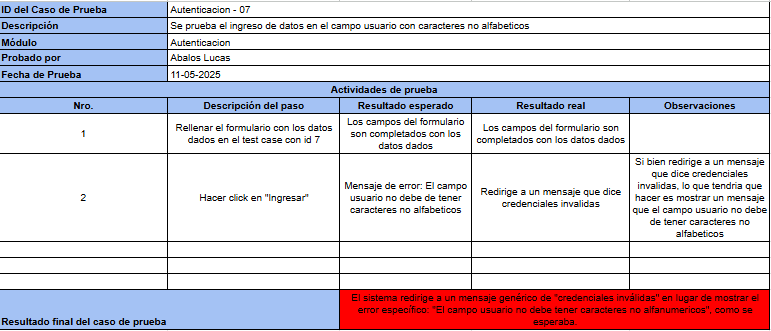 ID del Caso de Prueba Autenticacion - 07
Descripción Se prueba el ingreso de datos en el campo usuario con caracteres no alfabeticos
Módulo Autenticacion
Probado por Abalos Lucas
Fecha de Prueba 11-05-2025
Actividades de prueba
Nro. Descripción del paso Resultado esperado Resultado real Observaciones
1
Rellenar el formulario con los datos
dados en el test case con id 7
Los campos del formulario
son completados con los
datos dados
Los campos del formulario son
completados con los datos dados
2
Hacer click en "Ingresar"
Mensaje de error: El campo
usuario no debe de tener
caracteres no alfabeticos
Redirige a un mensaje que dice
credenciales invalidas
Si bien redirige a un mensaje
que dice credenciales
invalidas, lo que tendria que
hacer es mostrar un mensaje
que el campo usuario no debe
de tener caracteres no
alfabeticos
Resultado final del caso de prueba
El sistema redirige a un mensaje genérico de "credenciales inválidas" en lugar de mostrar el
error específico: "El campo usuario no debe tener caracteres no alfanumericos", como se
esperaba.